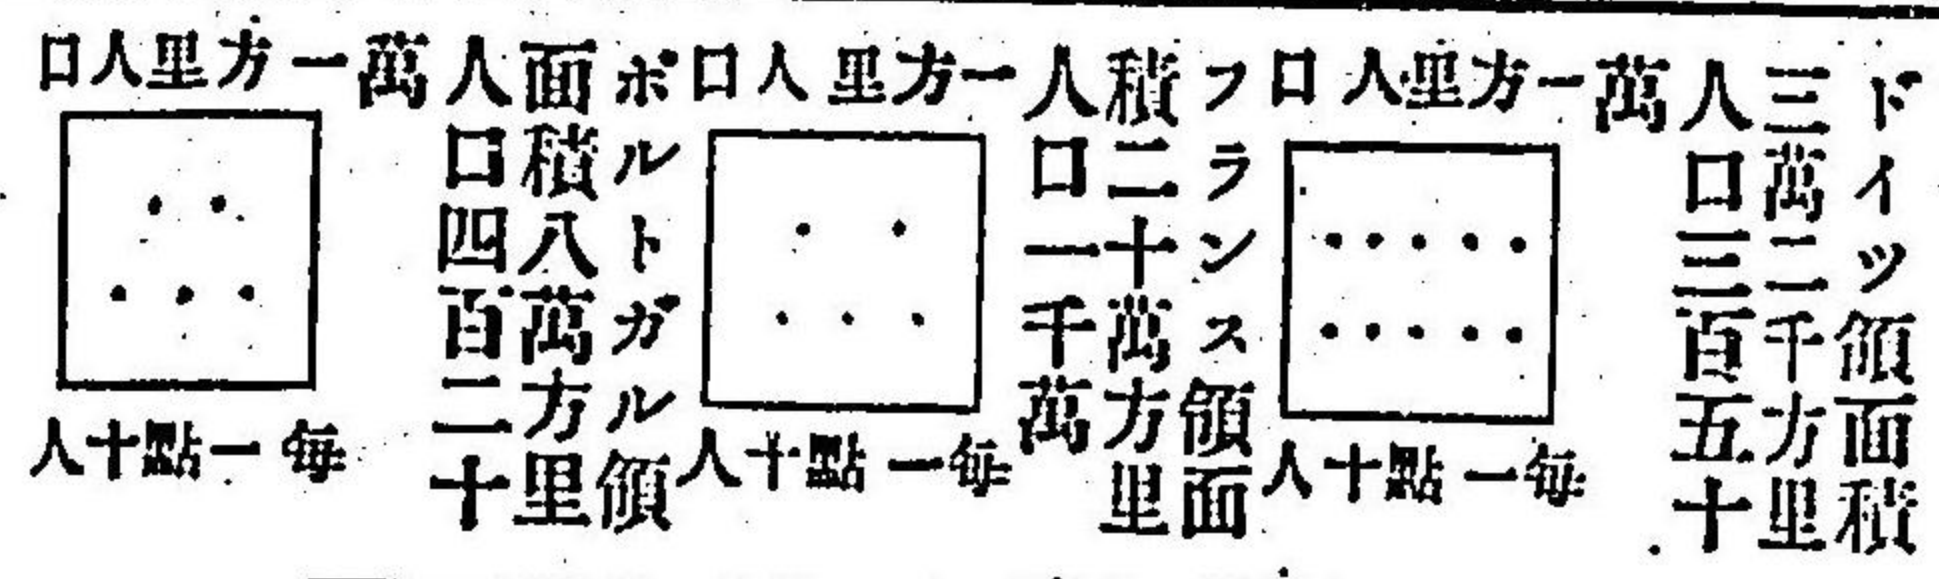 ドイツ領面積
三萬二千方里
人口三百五十
萬
一方里人口
毎一點十人
フランス領面
積二十萬方里
人口一千萬
一方里人口
毎一點十人
ポルトガル領
面積八萬方里
人口四百二十
萬
一方里人口
毎一點十人